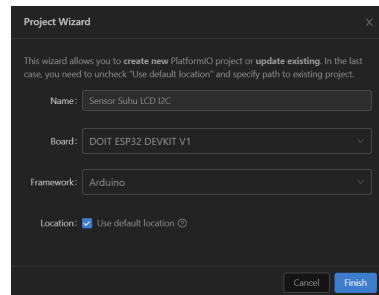 Project Wizard
This wizard allows you to create new PlatformIO project or update existing. In the last
case, you need to uncheck "Use default location" and specify path to existing project.
Name: Sensor Suhu LCD I2C
Board: DOIT ESP32 DEVKIT V1
Framework: Arduino
Location: Use default location
Cancel Finish